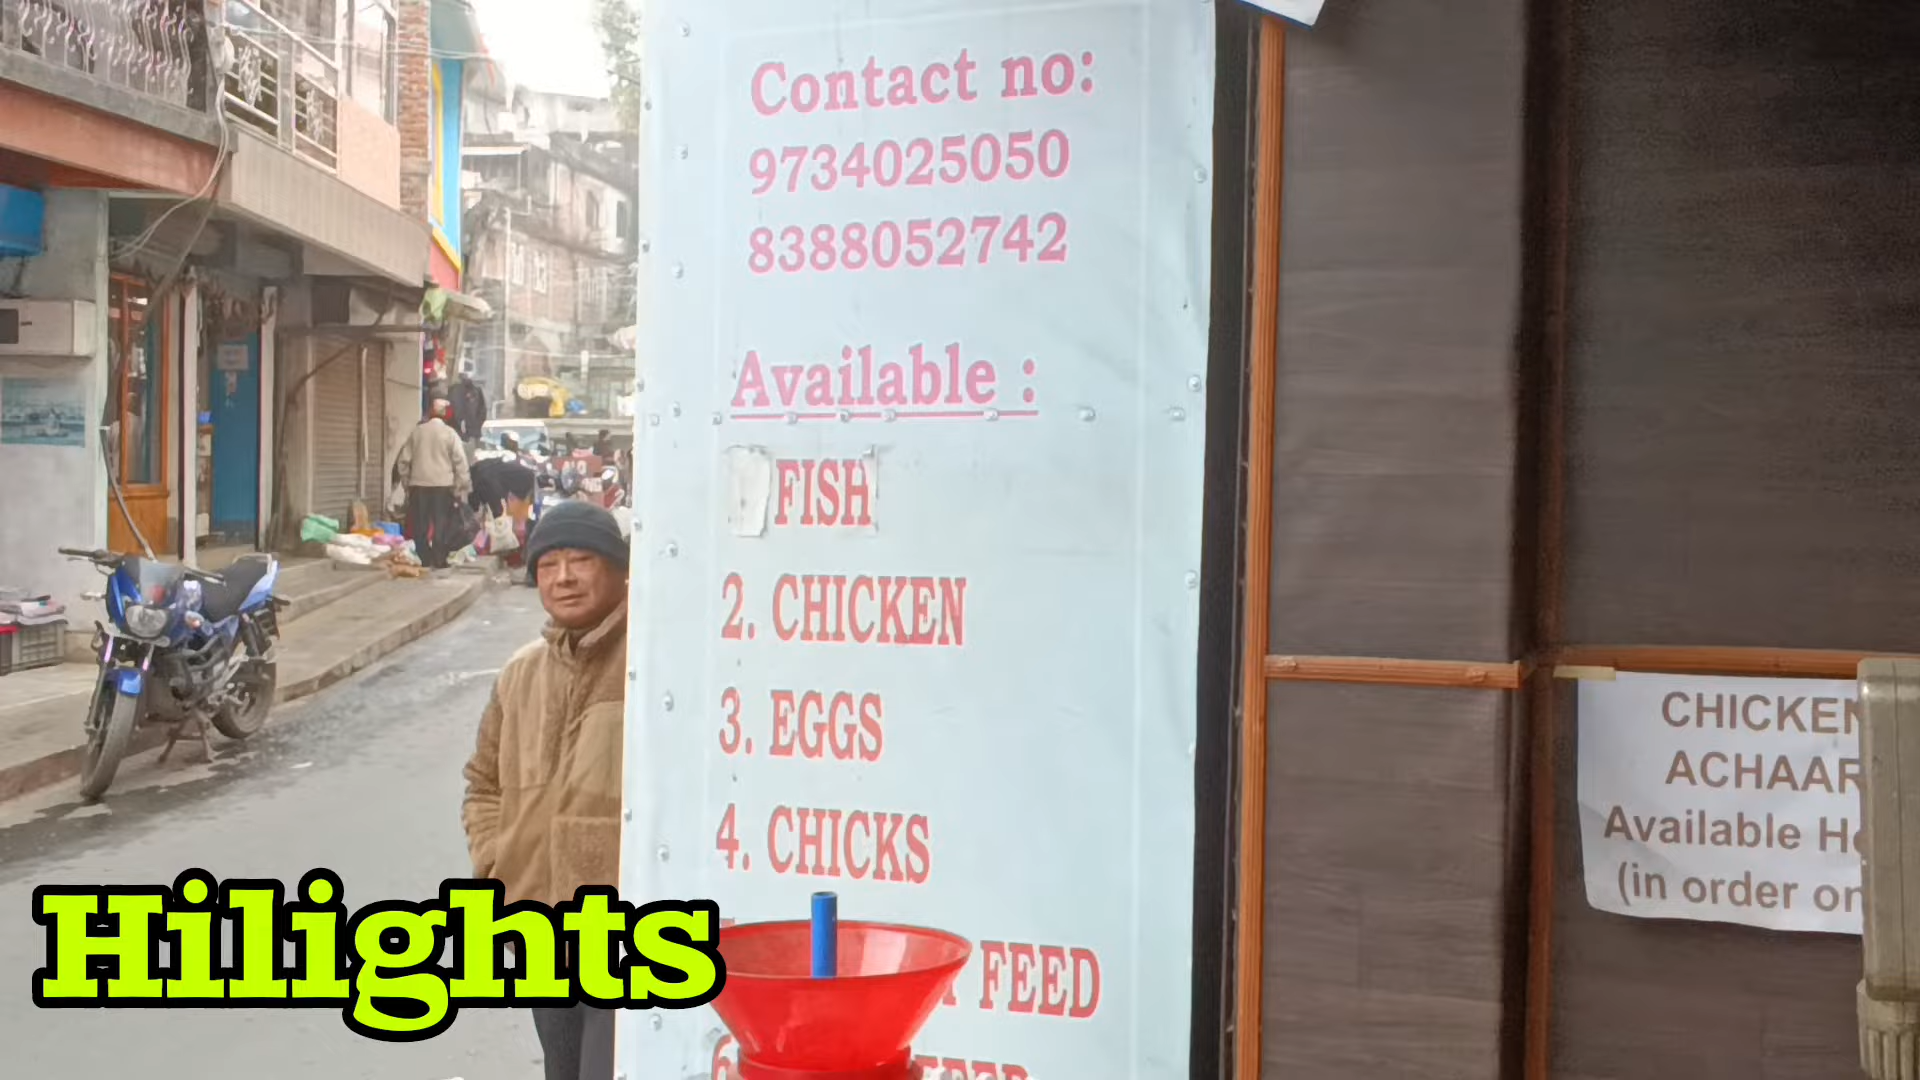 Contact no:
9734025050
8388052742
Available :
FISH
2. CHICKEN
3. EGGS
4. CHICKS
FEED
CHICKEN
ACHAAR
Available
(in order
Hilights